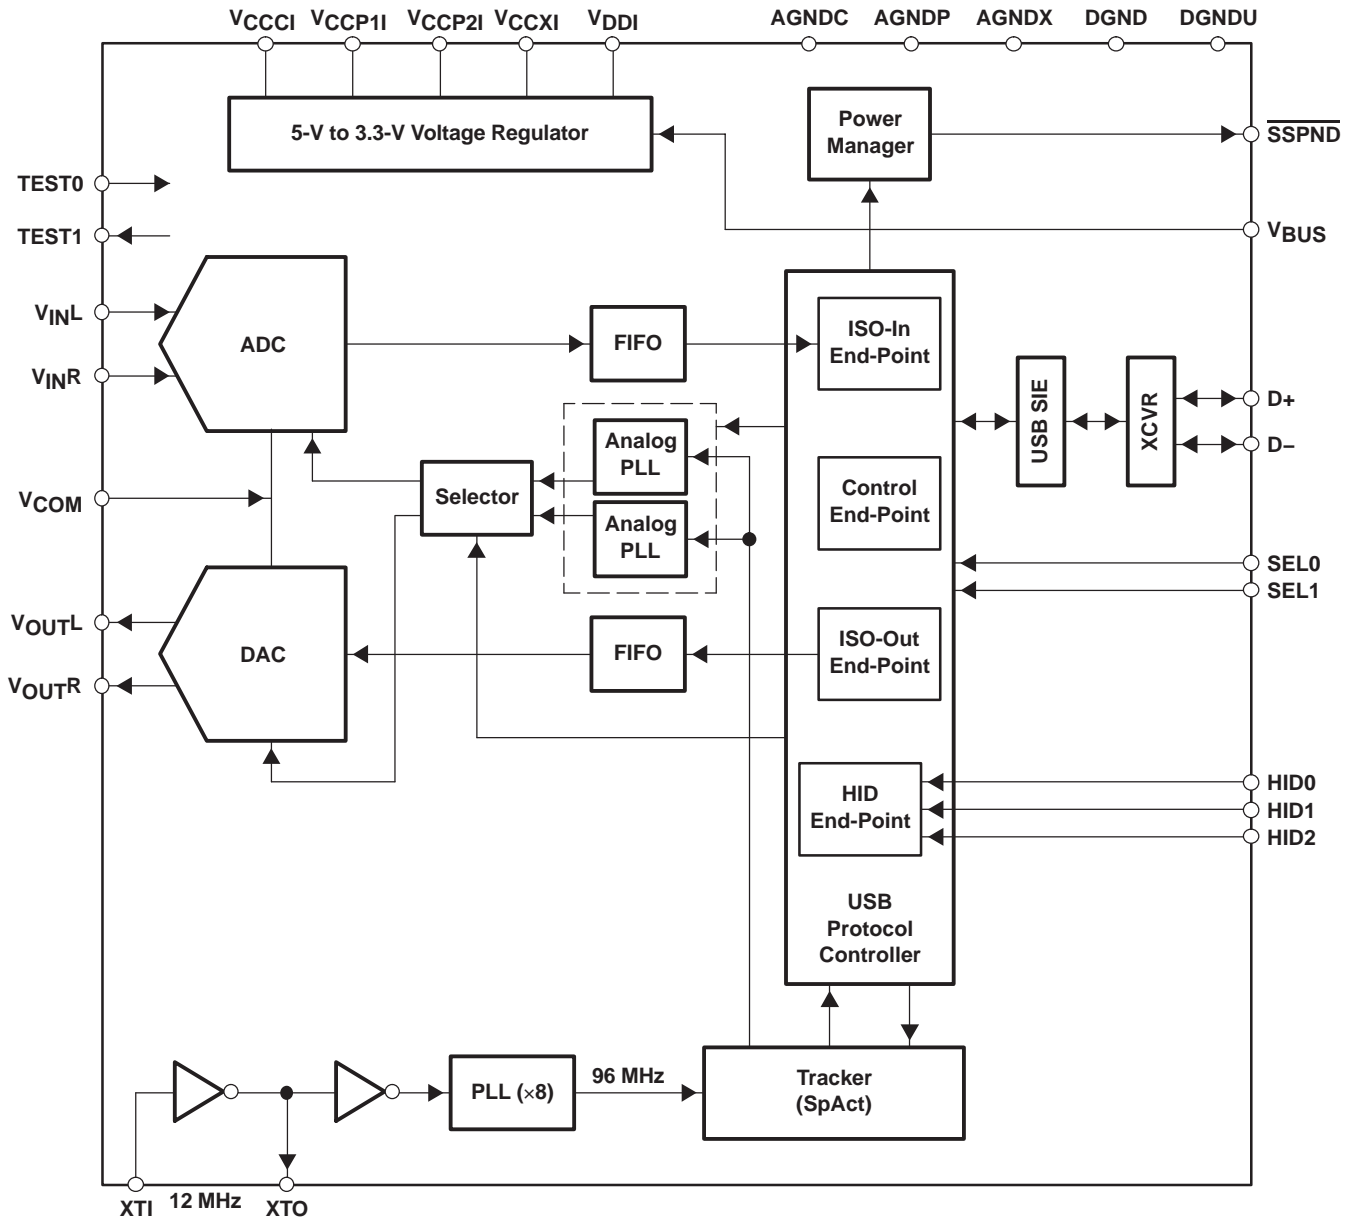 VCCCI VCCP1I VCCP2I VCCXI VDDI AGNDC AGNDP AGNDX DGND DGNDU
5-V to 3.3-V Voltage Regulator
Power
Manager
SSPND
TEST0
TEST1
VBUS
VINL
VINR
ADC
FIFO
ISO-In
End-Point
USB SIE
XCVR
D+
D–
Analog
PLL
Selector
Analog
PLL
VCOM
Control
End-Point
SEL0
SEL1
VOUTL
VOUTR
DAC
FIFO
ISO-Out
End-Point
HID
End-Point
HID0
HID1
HID2
USB
Protocol
Controller
PLL (×8)
96 MHz
Tracker
(SpAct)
XTI 12 MHz XTO